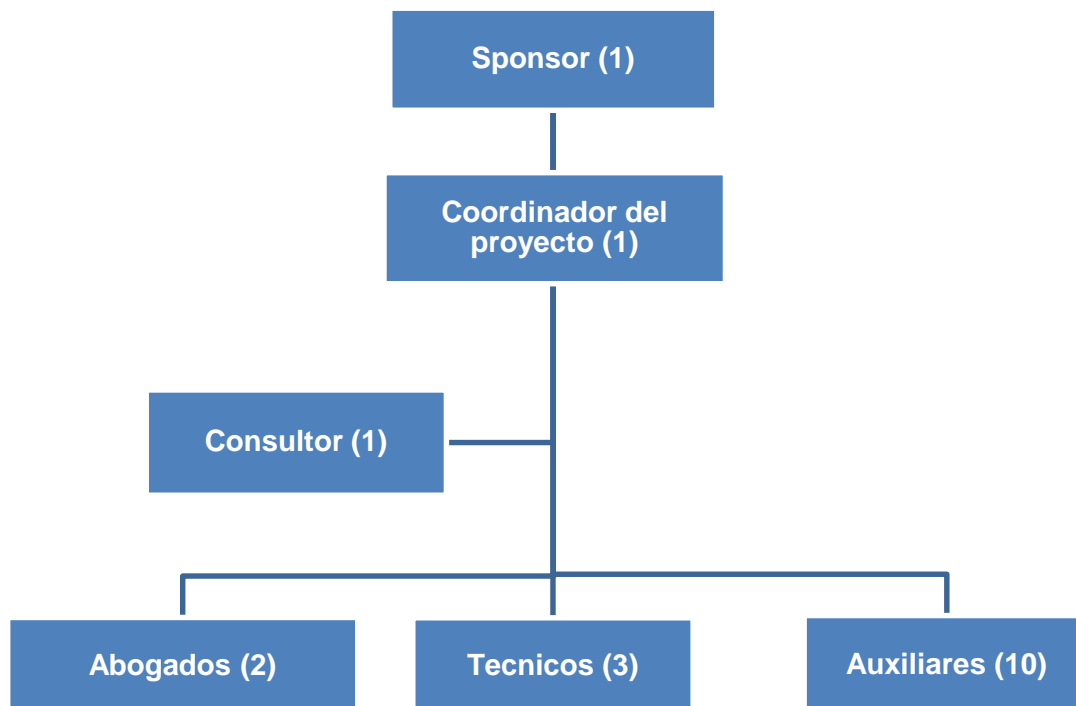 Sponsor (1)
Coordinador del
proyecto (1)
Consultor (1)
Abogados (2)
Tecnicos (3)
Auxiliares (10)